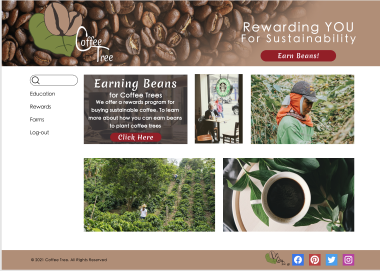 Coffee
Tree
Rewarding YOU
For Sustainability
Earn Beans!
Education
Rewards
Farms
Log-out
Earning Beans
for Coffee Trees
We offer a rewards program for
buying sustainable coffee. To learn
more about how you can earn beans
to plant coffee trees
Click Here
© 2021 Coffee Tree. All Rights Reserved